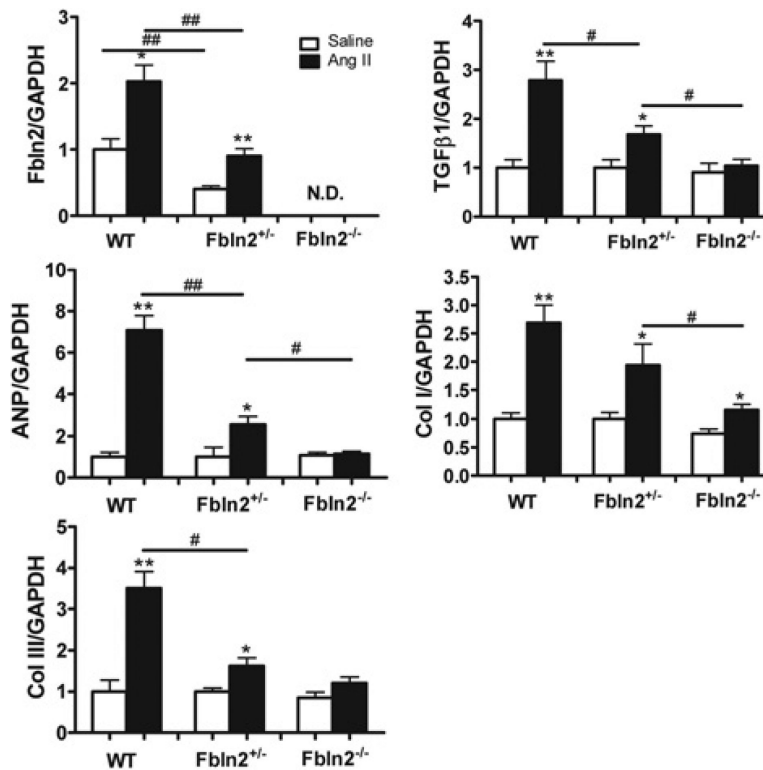 Fbln2/GAPDH
3
2
1
0
##
##
*
**
N.D.
Saline
Ang II
WT
Fbln2+/-
Fbln2-/-
TGFβ1/GAPDH
4
3
2
1
0
**
#
*
#
WT
Fbln2+/-
Fbln2-/-
ANP/GAPDH
10
8
6
4
2
0
**
##
*
#
WT
Fbln2+/-
Fbln2-/-
Col I/GAPDH
3.0
2.5
2.0
1.5
1.0
0.5
0.0
**
*
#
*
WT
Fbln2+/-
Fbln2-/-
Col III/GAPDH
5
4
3
2
1
0
**
#
*
WT
Fbln2+/-
Fbln2-/-